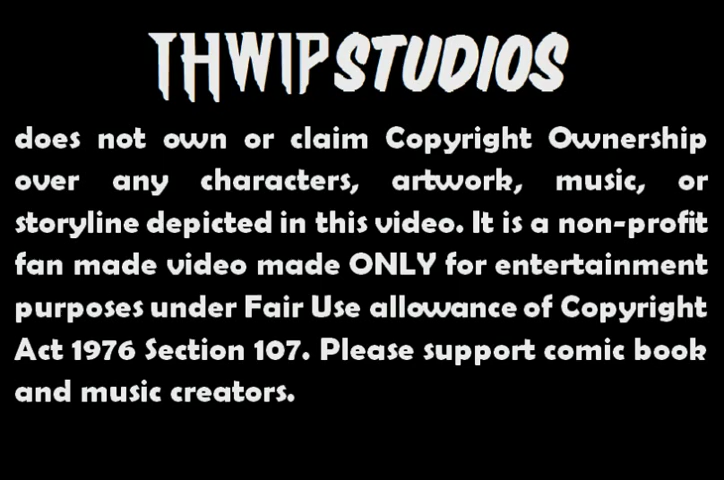 THWIPSTUDIOS
does not own or claim Copyright Ownership
over any characters, artwork, music, or
storyline depicted in this video. It is a non-profit
fan made video made ONLY for entertainment
purposes under Fair Use allowance of Copyright
Act 1976 Section 107. Please support comic book
and music creators.